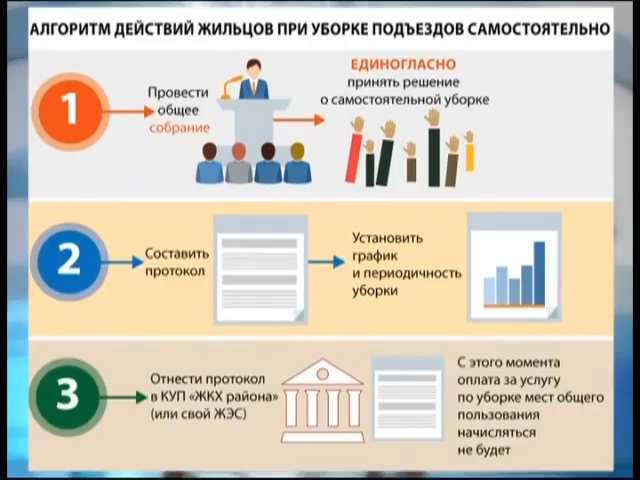 АЛГОРИТМ ДЕЙСТВИЙ ЖИЛЬЦОВ ПРИ УБОРКЕ ПОДЪЕЗДОВ САМОСТОЯТЕЛЬНО
1
Провести
общее
собрание
ЕДИНОГЛАСНО
принять решение
о самостоятельной уборке
2
Составить
протокол
Установить
график
и периодичность
уборки
3
Отнести протокол
в КУП «ЖКХ района»
(или свой ЖЭС)
С этого момента
оплата за услугу
по уборке мест общего
пользования
начисляться
не будет